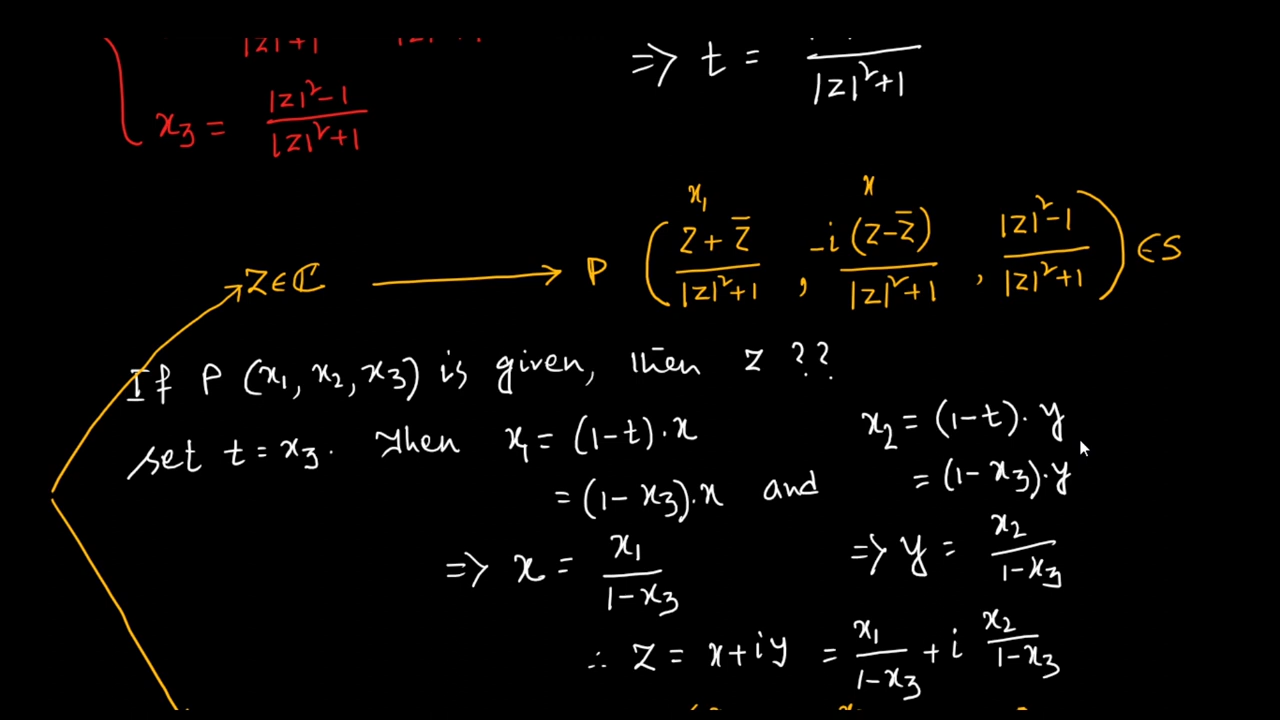 x₃ = (|z|²-1)/(|z|²+1)
⇒ t = /(|z|²+1)
x₁ x
z∈ℂ ⟶ P ( (z+z̄)/(|z|²+1) , -i(z-z̄)/(|z|²+1) , (|z|²-1)/(|z|²+1) ) ∈S
If P (x₁, x₂, x₃) is given, then z ??
set t = x₃. Then x₁ = (1-t).x
= (1-x₃).x and
x₂ = (1-t). y
= (1-x₃).y
⇒ x = x₁/(1-x₃)
⇒ y = x₂/(1-x₃)
∴ z = x+iy = x₁/(1-x₃) + i x₂/(1-x₃)